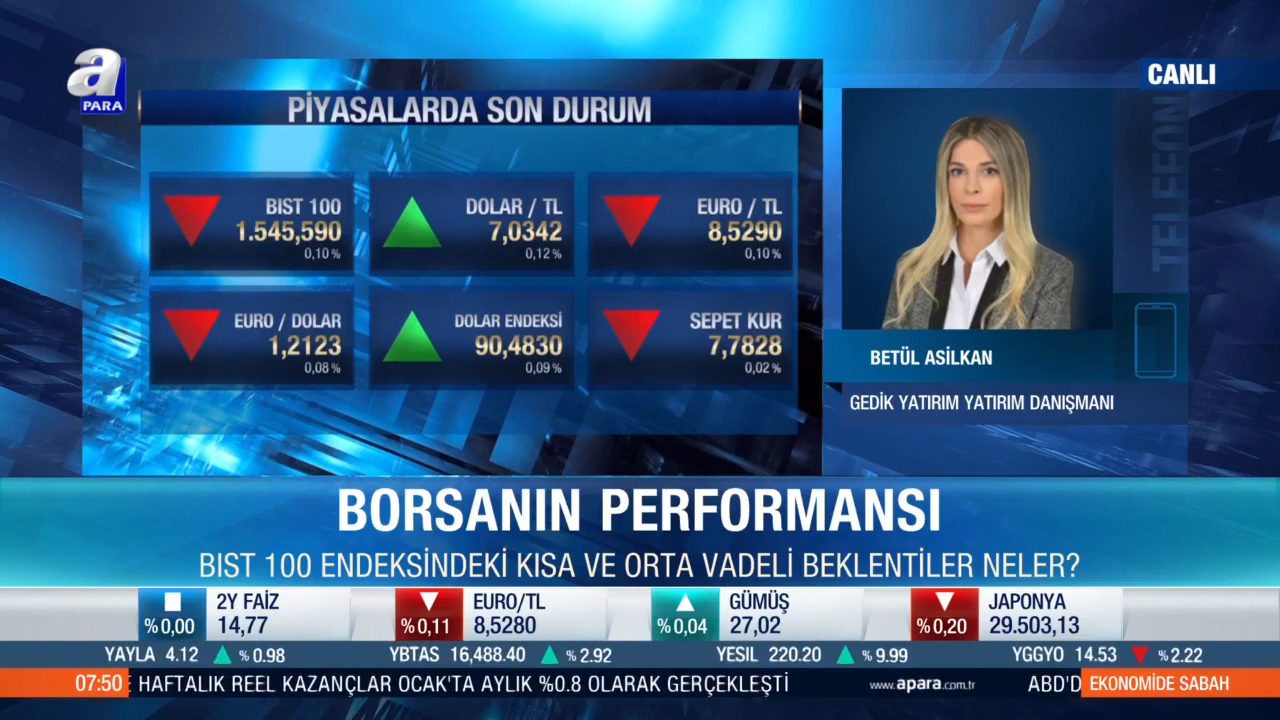 a
PARA
CANLI
PİYASALARDA SON DURUM
BIST 100
1.545,590
0,10 %
DOLAR / TL
7,0342
0,12 %
EURO / TL
8,5290
0,10 %
EURO / DOLAR
1,2123
0,08 %
DOLAR ENDEKSİ
90,4830
0,09 %
SEPET KUR
7,7828
0,02 %
TELEFON
BETÜL ASİLKAN
GEDİK YATIRIM YATIRIM DANIŞMANI
BORSANIN PERFORMANSI
BIST 100 ENDEKSİNDEKİ KISA VE ORTA VADELİ BEKLENTİLER NELER?
% 0,00 2Y FAİZ 14,77
% 0,11 EURO/TL 8,5280
% 0,04 GÜMÜŞ 27,02
% 0,20 JAPONYA 29.503,13
YAYLA 4.12 % 0.98 YBTAS 16,488.40 % 2.92 YESIL 220.20 % 9.99 YGGYO 14.53 % 2.22
07:50 E HAFTALIK REEL KAZANÇLAR OCAK'TA AYLIK %0.8 OLARAK GERÇEKLEŞTİ www.apara.com.tr ABD'D EKONOMİDE SABAH